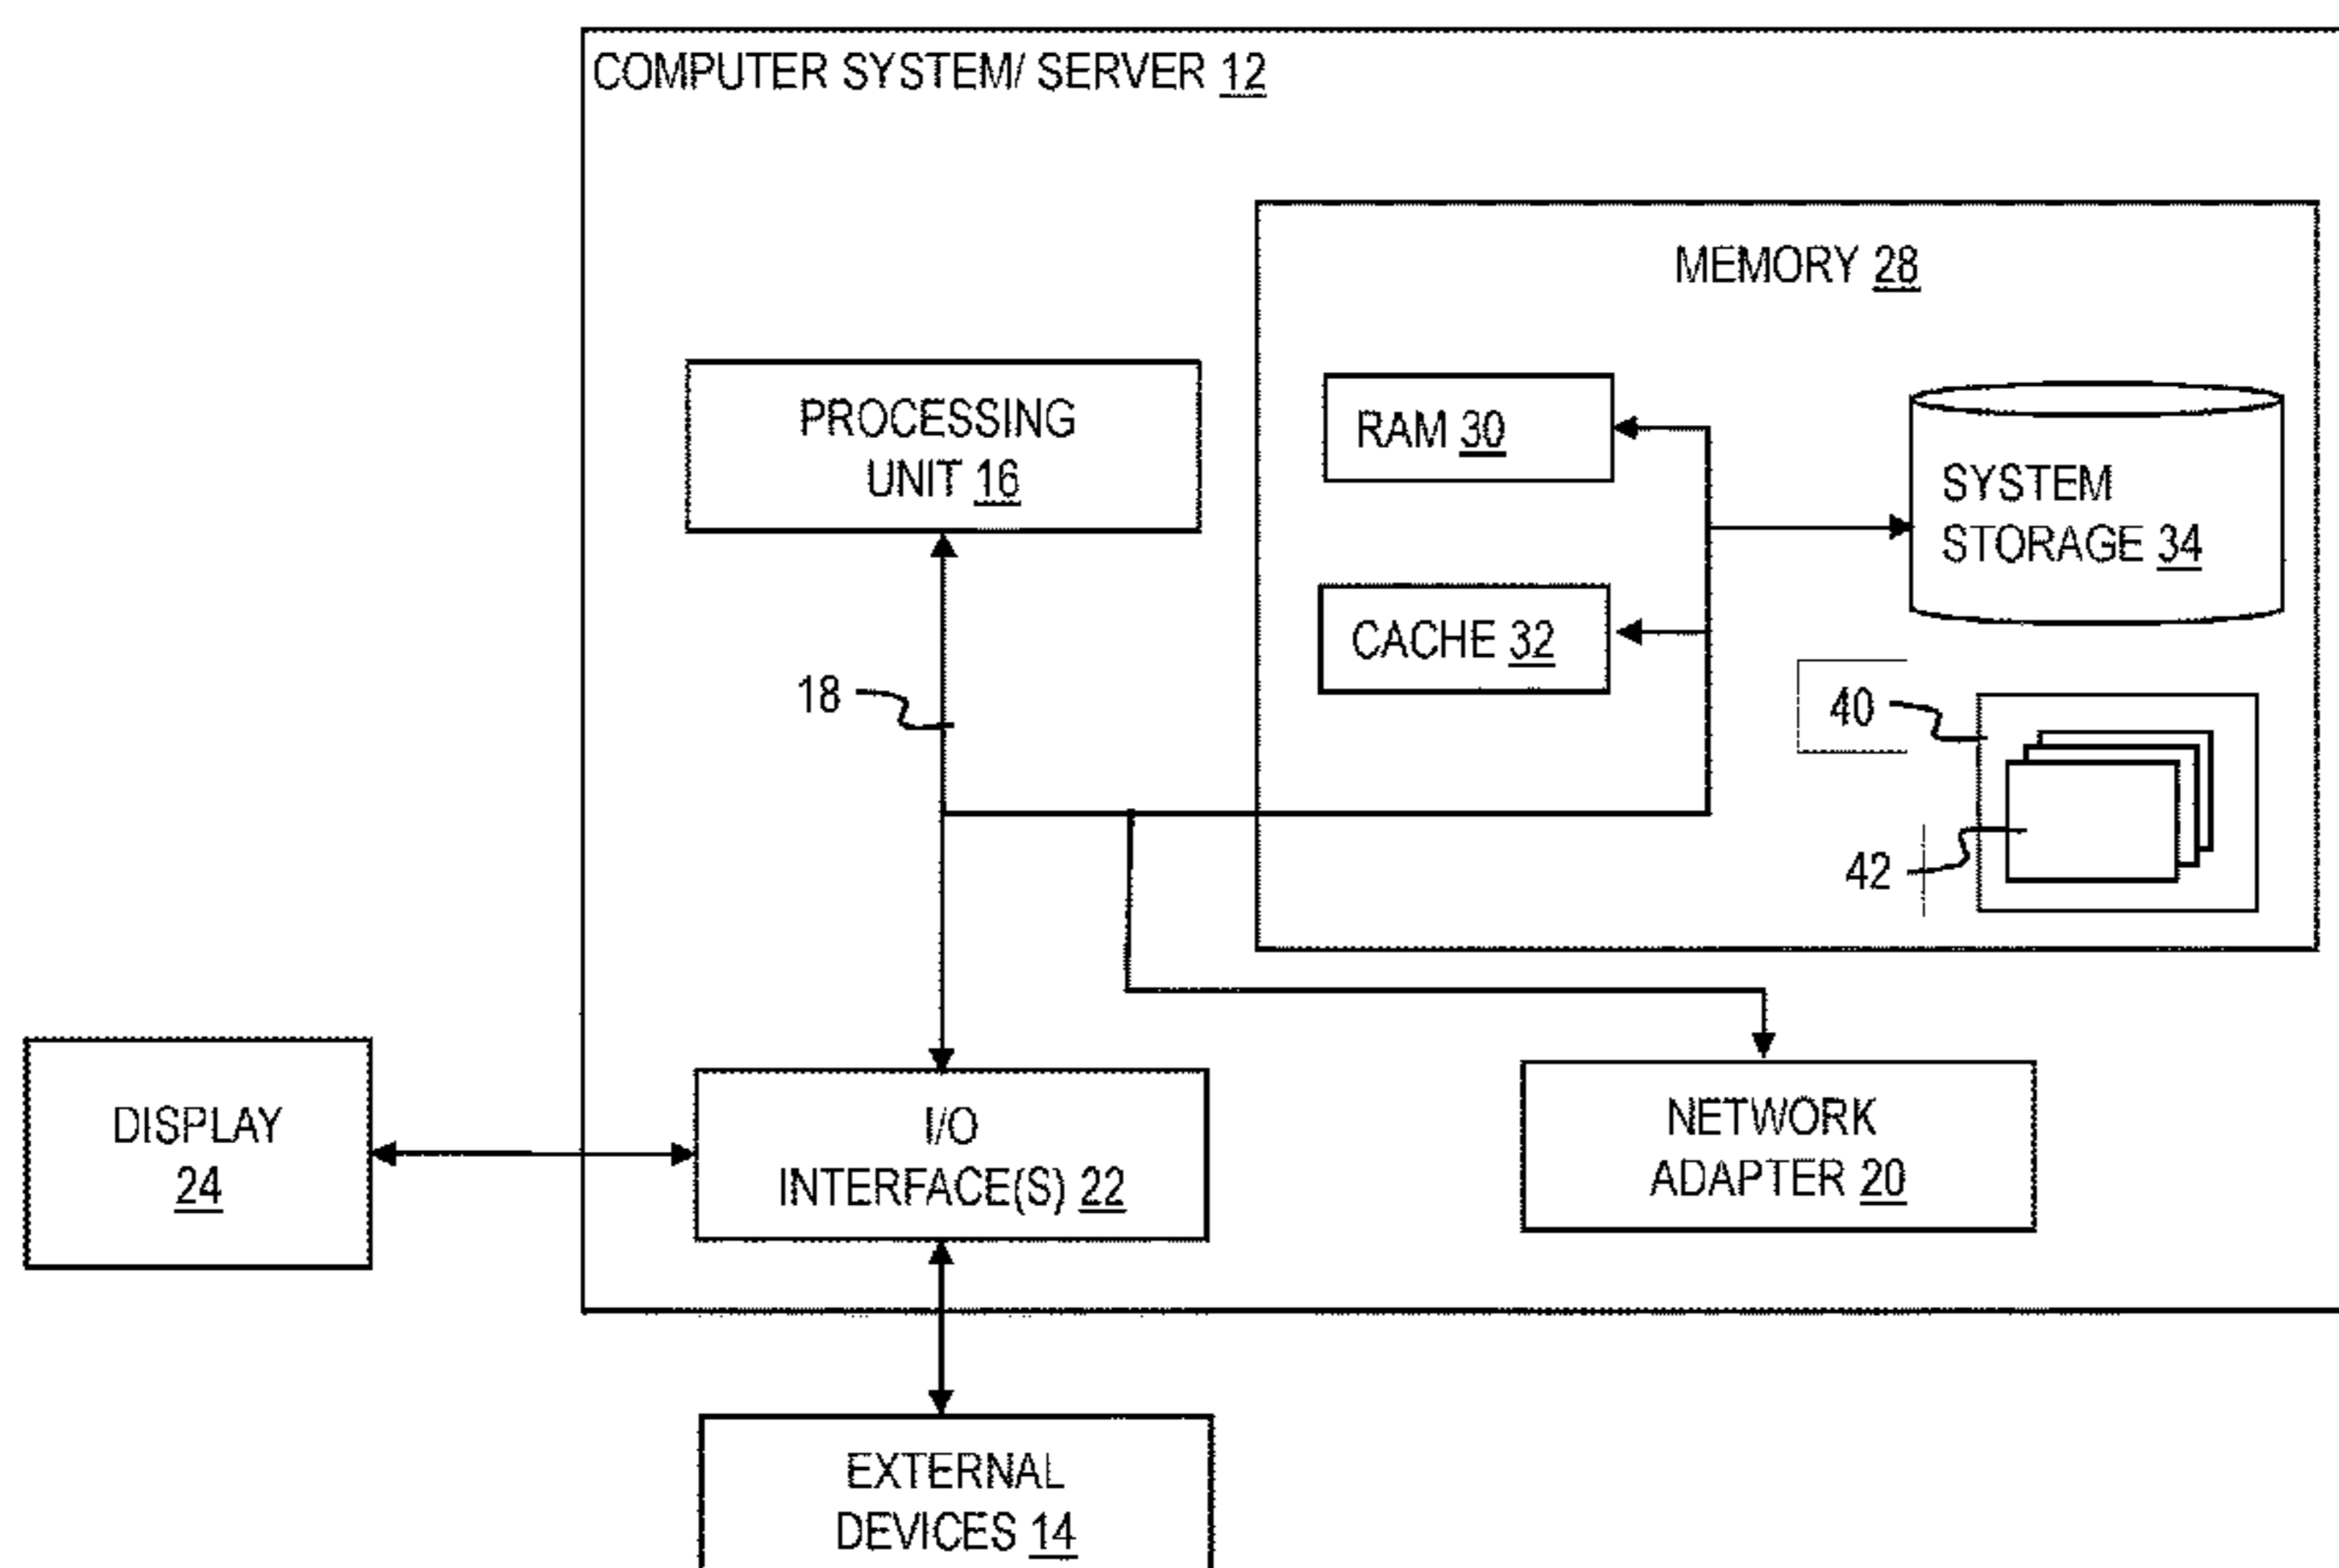 COMPUTER SYSTEM/ SERVER 12
MEMORY 28
PROCESSING
UNIT 16
RAM 30
SYSTEM
STORAGE 34
CACHE 32
18
40
42
DISPLAY
24
I/O
INTERFACE(S) 22
NETWORK
ADAPTER 20
EXTERNAL
DEVICES 14